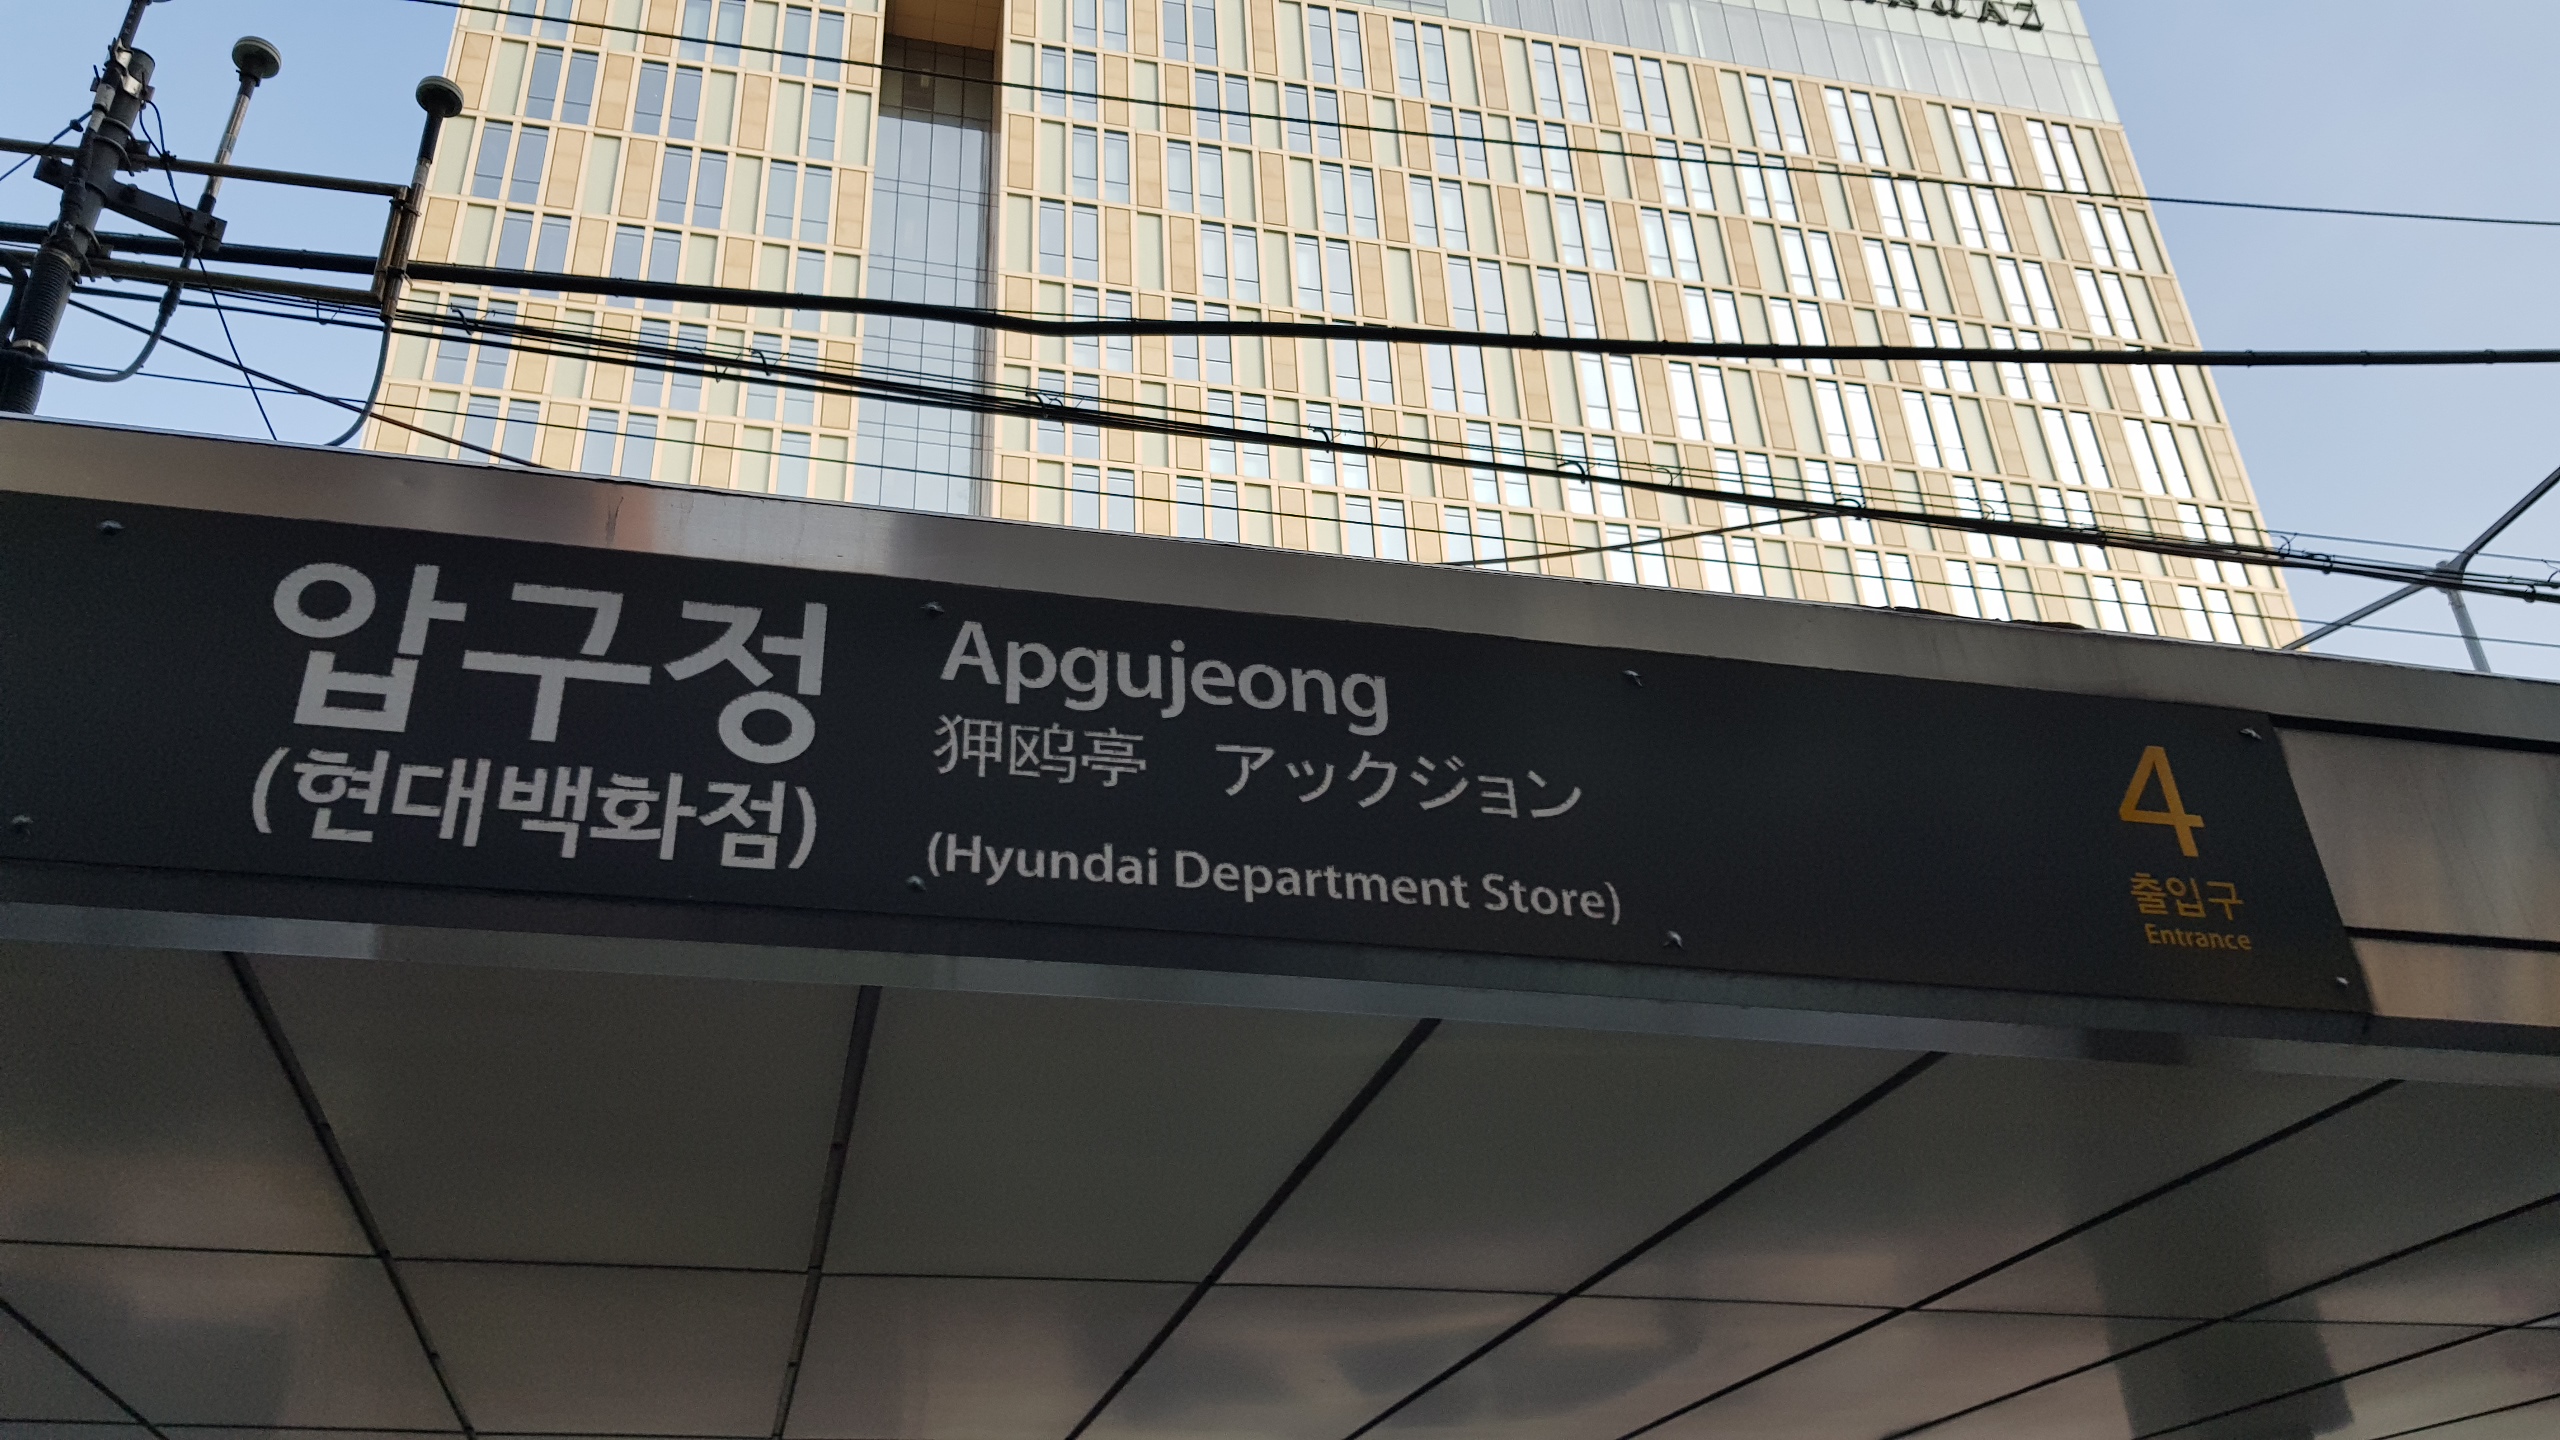 압구정
(현대백화점)
Apgujeong
狎鸥亭 アックジョン
(Hyundai Department Store)
4
출입구
Entrance